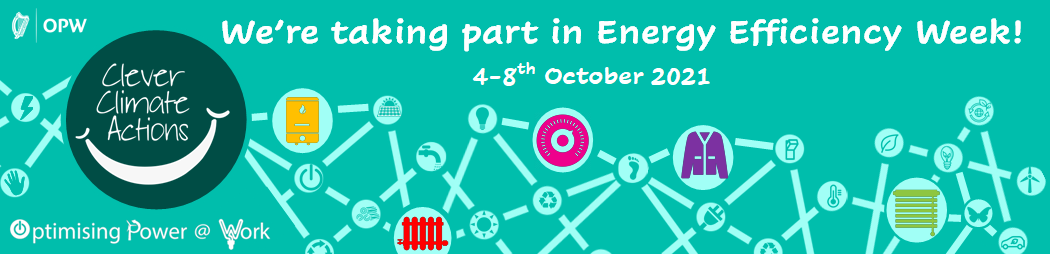 OPW
We're taking part in Energy Efficiency Week!
4-8th October 2021
Clever
Climate
Actions
Optimising Power @ Work